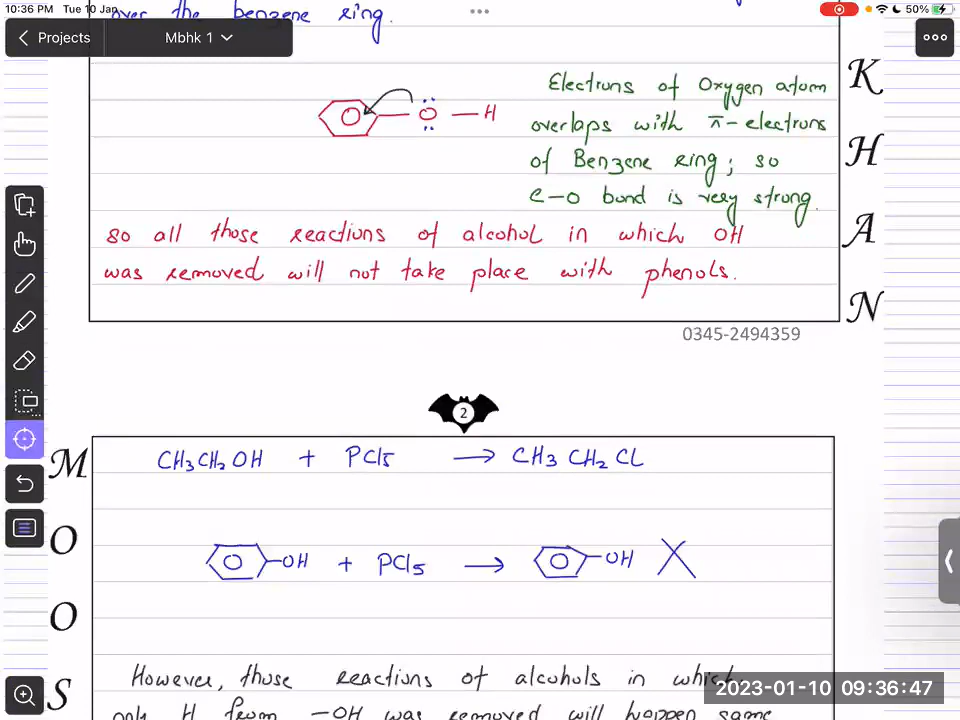 10:36 PM Tue 10 Jan
50%
over the benzene ring.
Projects
Mbhk 1
Electrons of Oxygen atom
overlaps with π-electrons
of Benzene ring; so
C-O bond is very strong.
O — H
so all those reactions of alcohol in which OH
was removed will not take place with phenols.
K
H
A
N
0345-2494359
2
CH3CH2OH + PCl5 → CH3 CH2 CL
-OH + PCl5 → -OH X
However, those reactions of alcohols in which
only H from -OH was removed will happen same
M
O
O
S
2023-01-10 09:36:47